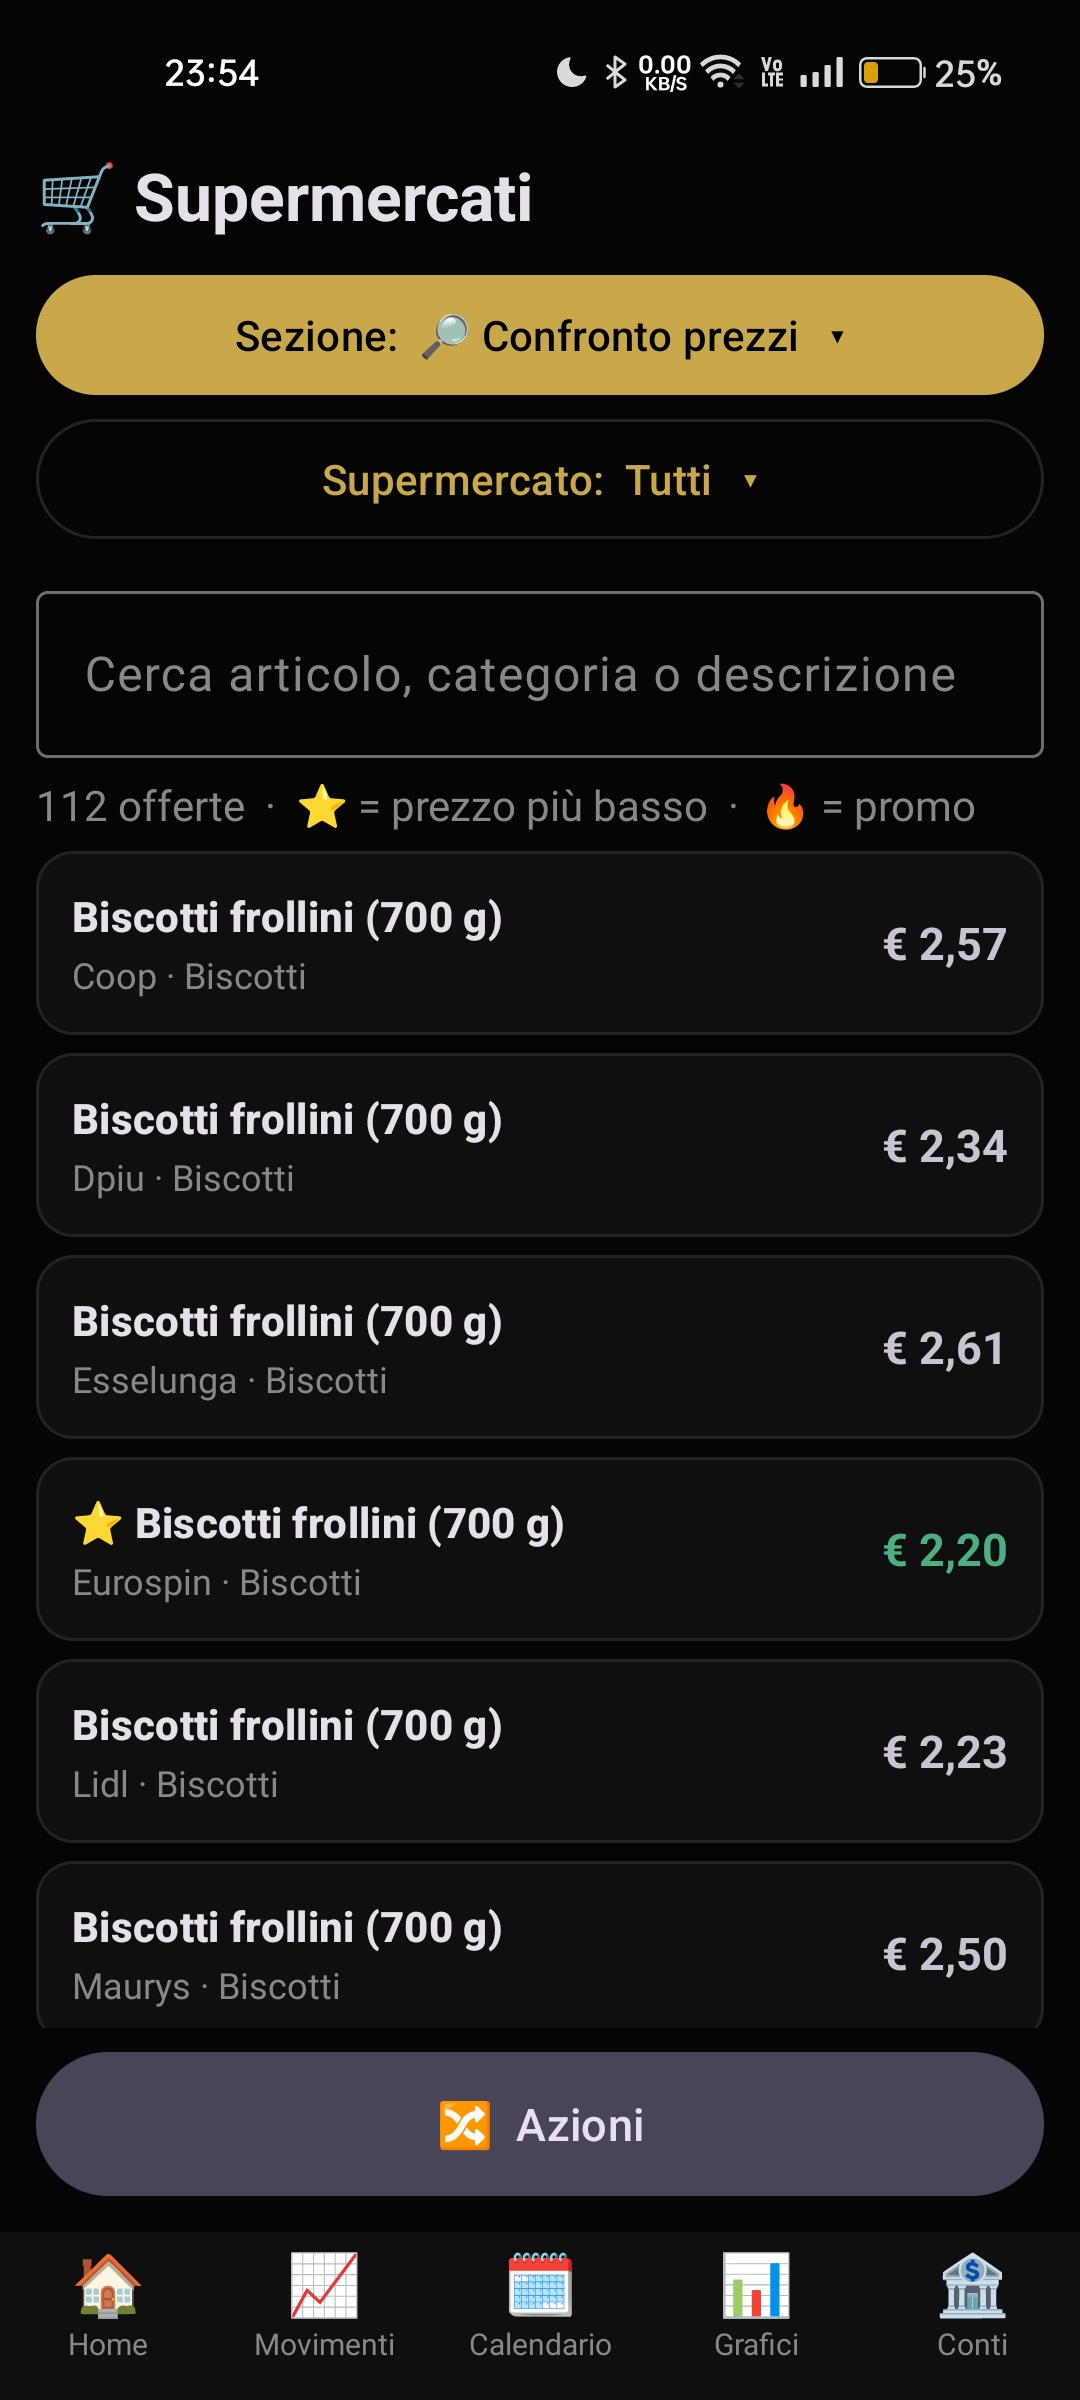 23:54
0.00 KB/S
Vo LTE
25%
Supermercati
Sezione: Confronto prezzi
Supermercato: Tutti
Cerca articolo, categoria o descrizione
112 offerte · ⭐ = prezzo più basso · 🔥 = promo
Biscotti frollini (700 g)
Coop · Biscotti
€ 2,57
Biscotti frollini (700 g)
Dpiu · Biscotti
€ 2,34
Biscotti frollini (700 g)
Esselunga · Biscotti
€ 2,61
⭐ Biscotti frollini (700 g)
Eurospin · Biscotti
€ 2,20
Biscotti frollini (700 g)
Lidl · Biscotti
€ 2,23
Biscotti frollini (700 g)
Maurys · Biscotti
€ 2,50
Azioni
Home
Movimenti
Calendario
Grafici
Conti